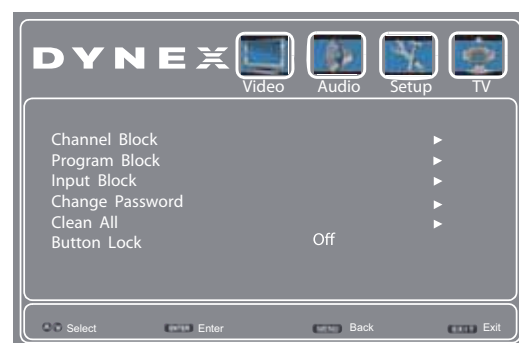 DYNEX
Video Audio Setup TV
Channel Block ►
Program Block ►
Input Block ►
Change Password ►
Clean All ►
Button Lock Off
Select ENTER Enter MENU Back EXIT Exit